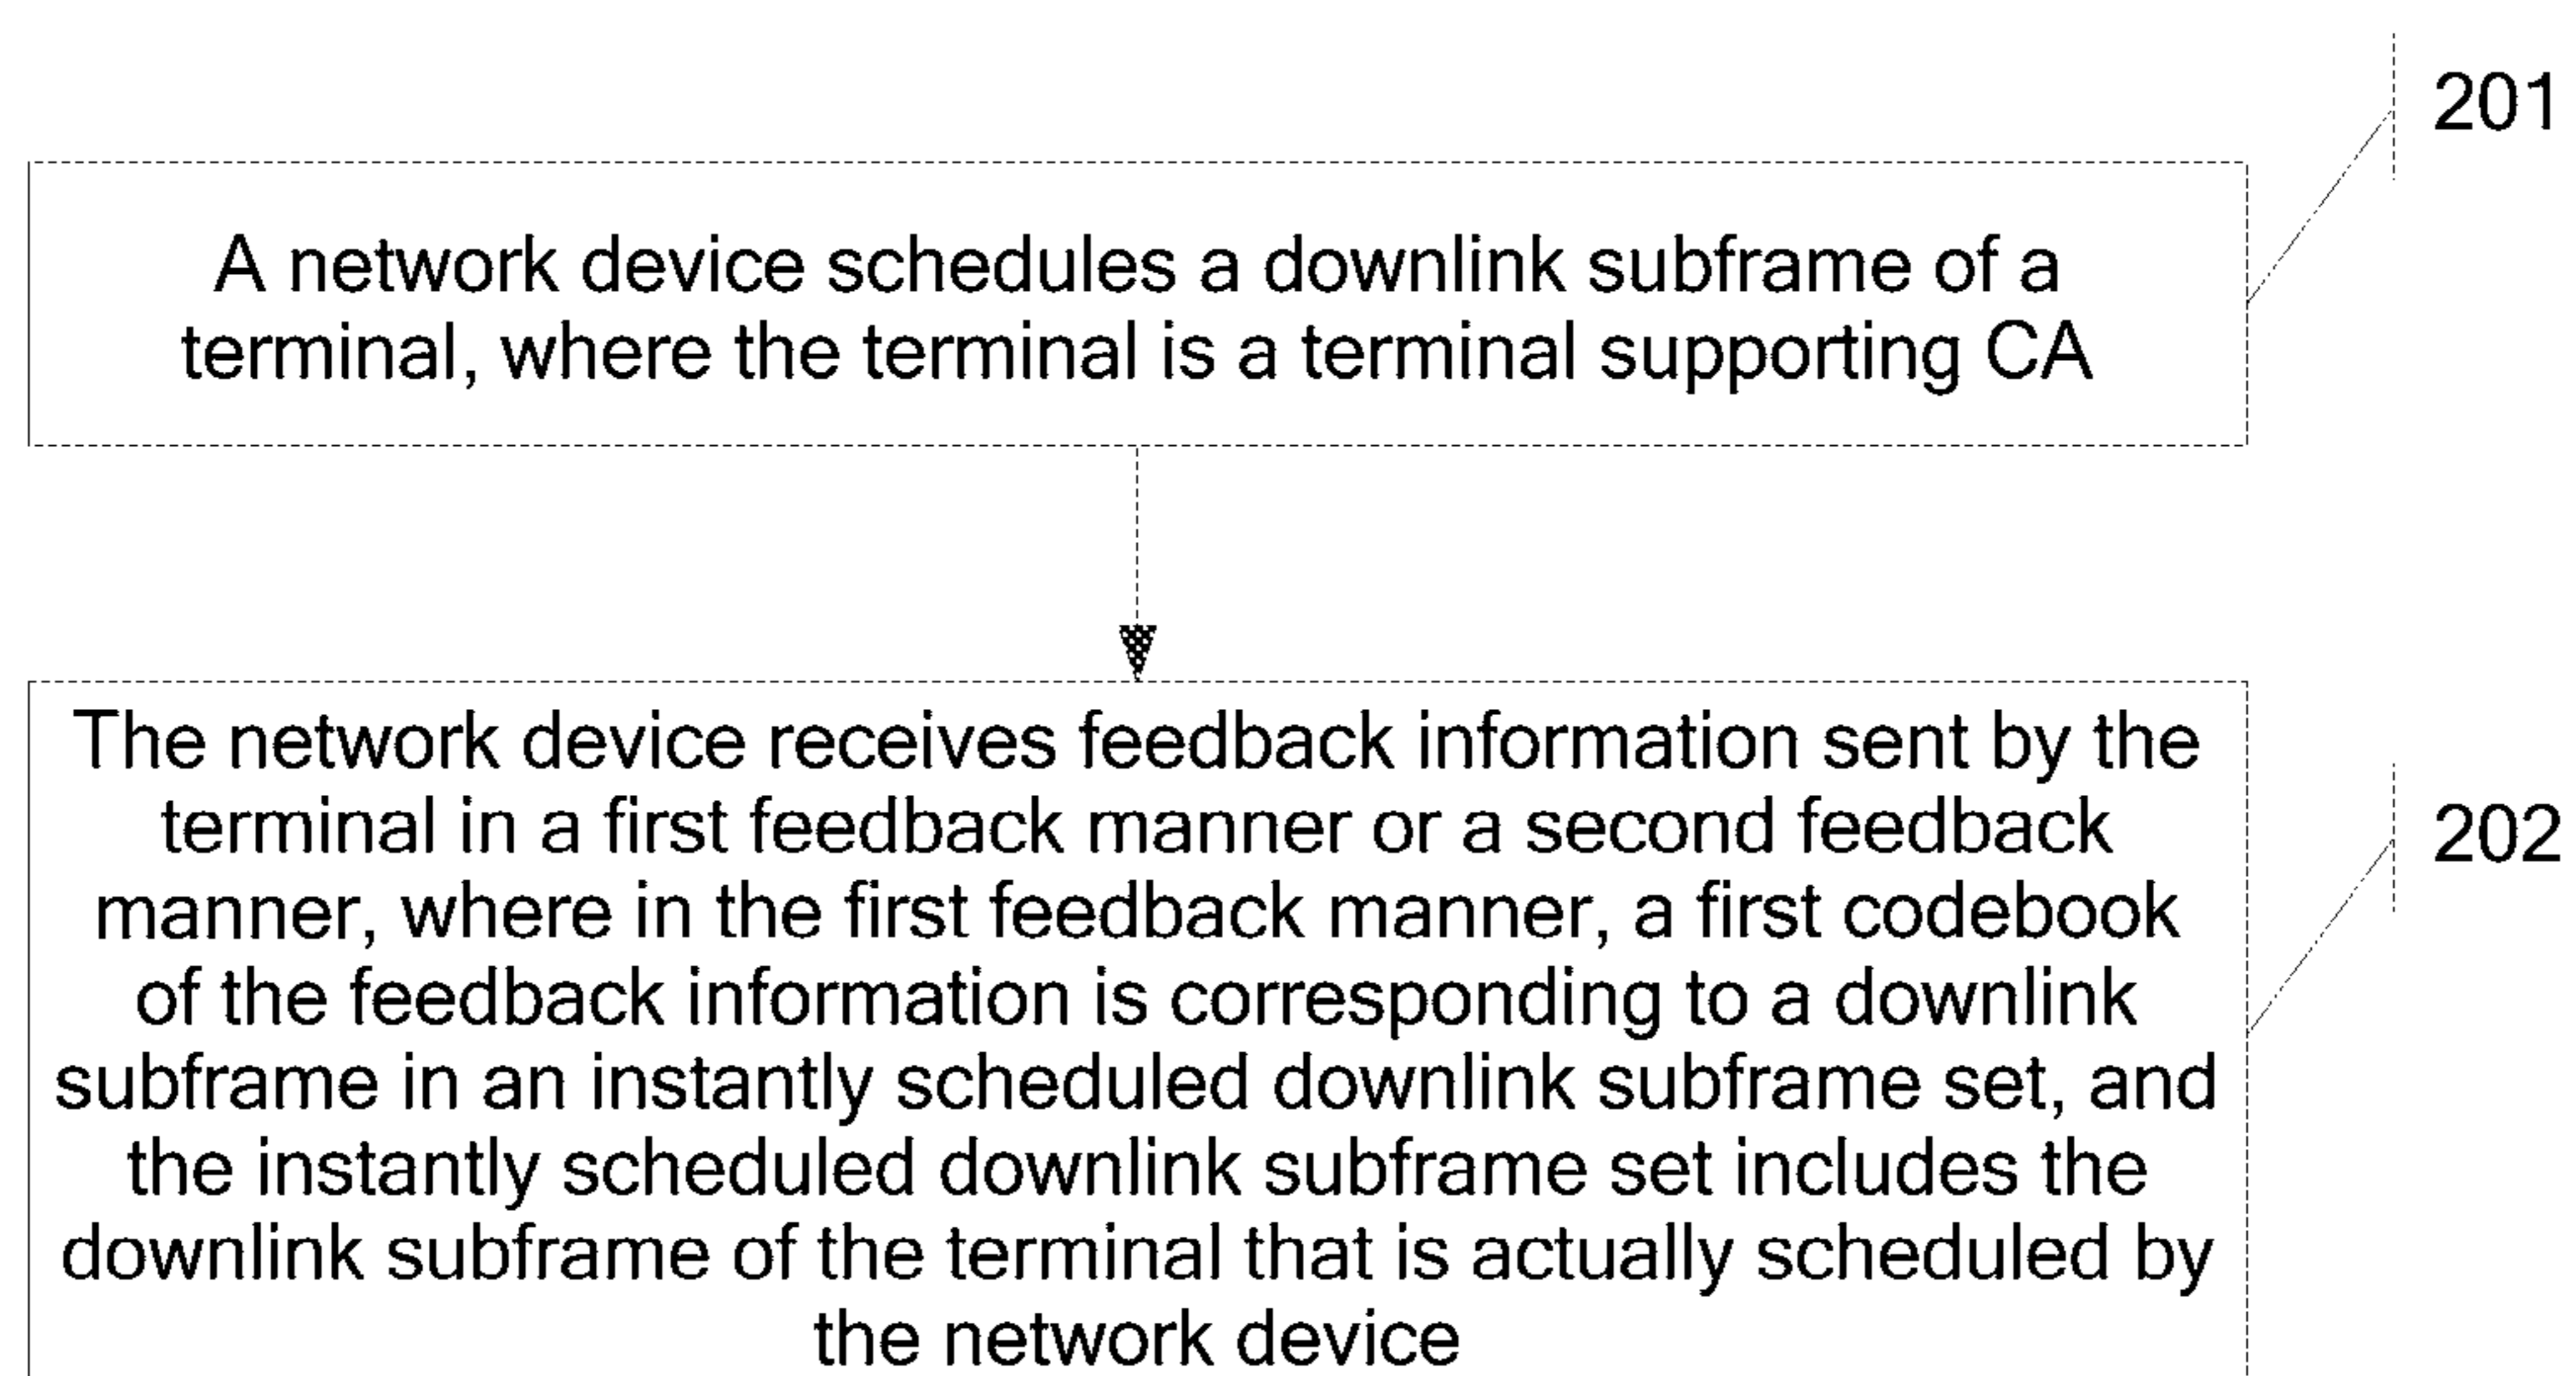 201
A network device schedules a downlink subframe of a
terminal, where the terminal is a terminal supporting CA
The network device receives feedback information sent by the
terminal in a first feedback manner or a second feedback
manner, where in the first feedback manner, a first codebook
of the feedback information is corresponding to a downlink
subframe in an instantly scheduled downlink subframe set, and
the instantly scheduled downlink subframe set includes the
downlink subframe of the terminal that is actually scheduled by
the network device
202